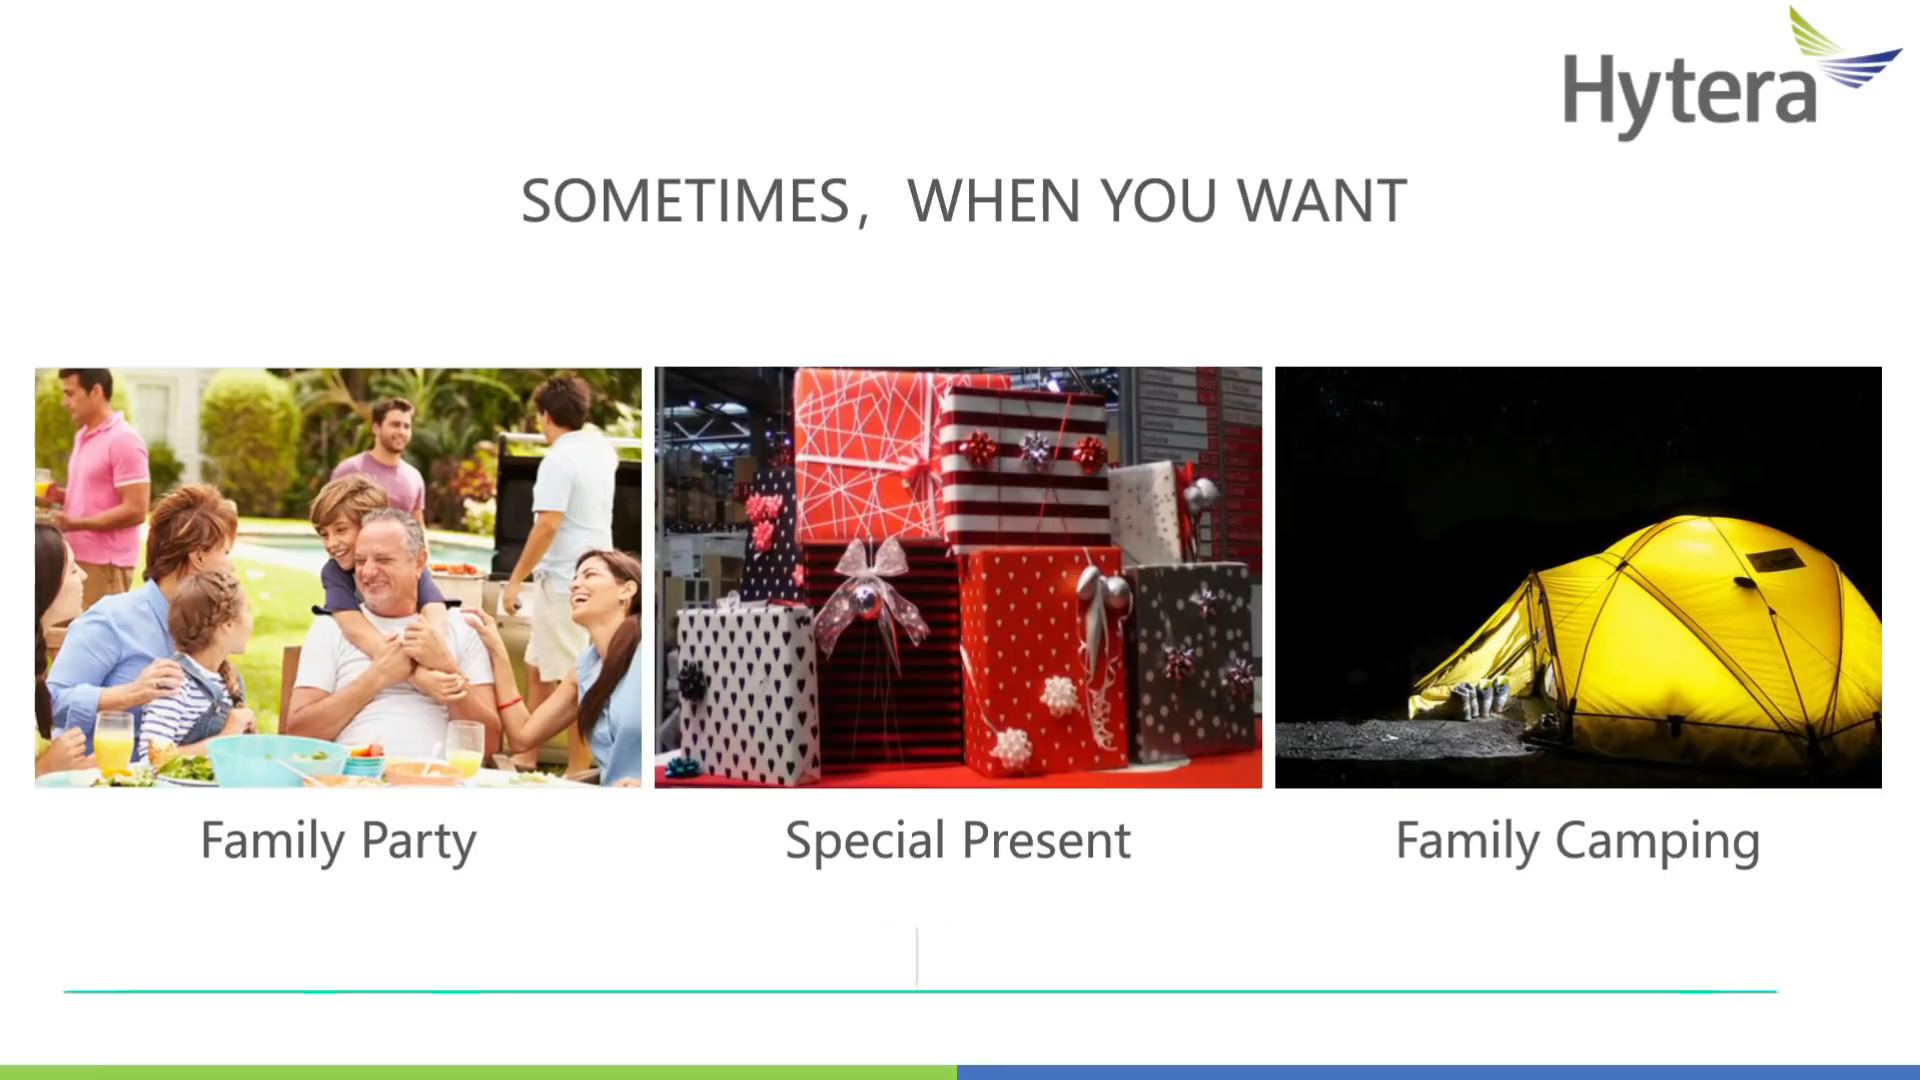 Hytera
SOMETIMES，WHEN YOU WANT
Family Party
Special Present
Family Camping